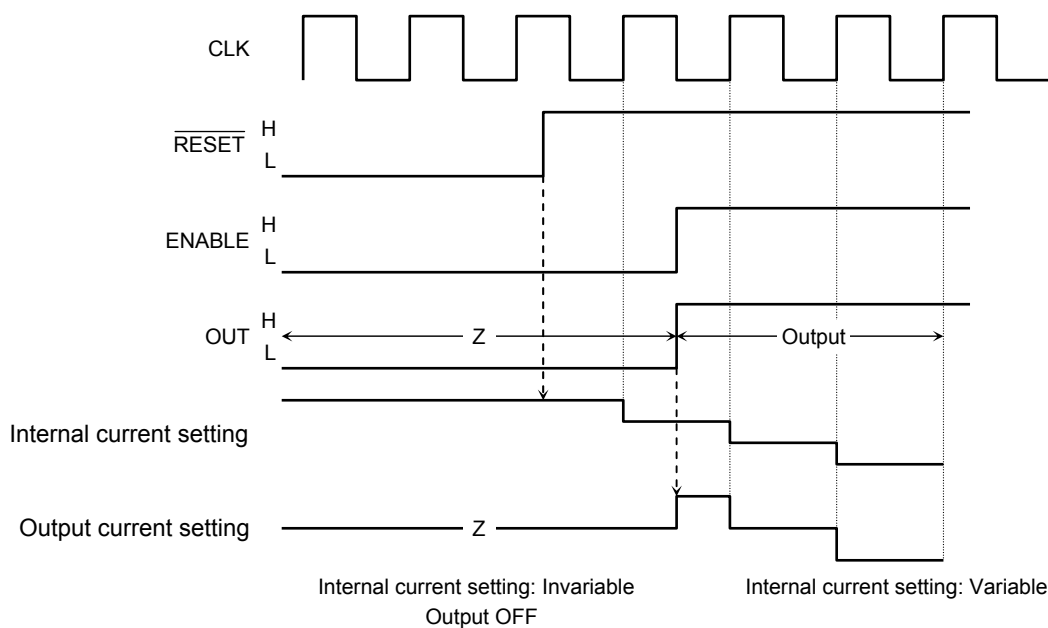 CLK
RESET
H
L
ENABLE
H
L
OUT
H
L
Z
Output
Internal current setting
Output current setting
Z
Internal current setting: Invariable
Output OFF
Internal current setting: Variable